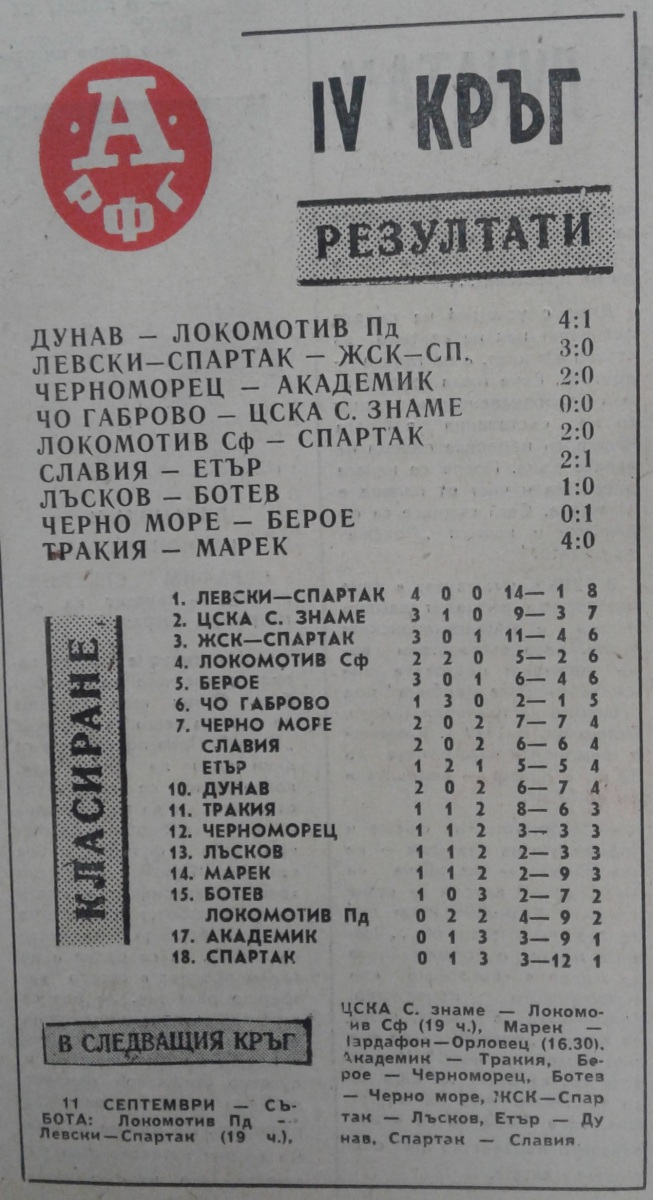 А
РФГ
IV КРЪГ
РЕЗУЛТАТИ
ДУНАВ — ЛОКОМОТИВ Пд 4:1
ЛЕВСКИ—СПАРТАК — ЖСК—СП. 3:0
ЧЕРНОМОРЕЦ — АКАДЕМИК 2:0
ЧО ГАБРОВО — ЦСКА С. ЗНАМЕ 0:0
ЛОКОМОТИВ Сф — СПАРТАК 2:0
СЛАВИЯ — ЕТЪР 2:1
ЛЪСКОВ — БОТЕВ 1:0
ЧЕРНО МОРЕ — БЕРОЕ 0:1
ТРАКИЯ — МАРЕК 4:0
КЛАСИРАНЕ
1. ЛЕВСКИ—СПАРТАК 4 0 0 14— 1 8
2. ЦСКА С. ЗНАМЕ 3 1 0 9— 3 7
3. ЖСК—СПАРТАК 3 0 1 11— 4 6
4. ЛОКОМОТИВ Сф 2 2 0 5— 2 6
5. БЕРОЕ 3 0 1 6— 4 6
6. ЧО ГАБРОВО 1 3 0 2— 1 5
7. ЧЕРНО МОРЕ 2 0 2 7— 7 4
СЛАВИЯ 2 0 2 6— 6 4
ЕТЪР 1 2 1 5— 5 4
10. ДУНАВ 2 0 2 6— 7 4
11. ТРАКИЯ 1 1 2 8— 6 3
12. ЧЕРНОМОРЕЦ 1 1 2 3— 3 3
13. ЛЪСКОВ 1 1 2 2— 3 3
14. МАРЕК 1 1 2 2— 9 3
15. БОТЕВ 1 0 3 2— 7 2
ЛОКОМОТИВ Пд 0 2 2 4— 9 2
17. АКАДЕМИК 0 1 3 3— 9 1
18. СПАРТАК 0 1 3 3—12 1
В СЛЕДВАЩИЯ КРЪГ
11 СЕПТЕМВРИ — СЪ-
БОТА: Локомотив Пд -
Левски—Спартак (19 ч.),
ЦСКА С. знаме — Локомо-
ив Сф (19 ч.), Марек —
Пардафон—Орловец (16.30).
Академик — Тракия, Бе-
рое — Черноморец, Ботев
— Черно море, ЖСК—Спар
так — Лъсков, Етър — Ду
нав, Спартак — Славия